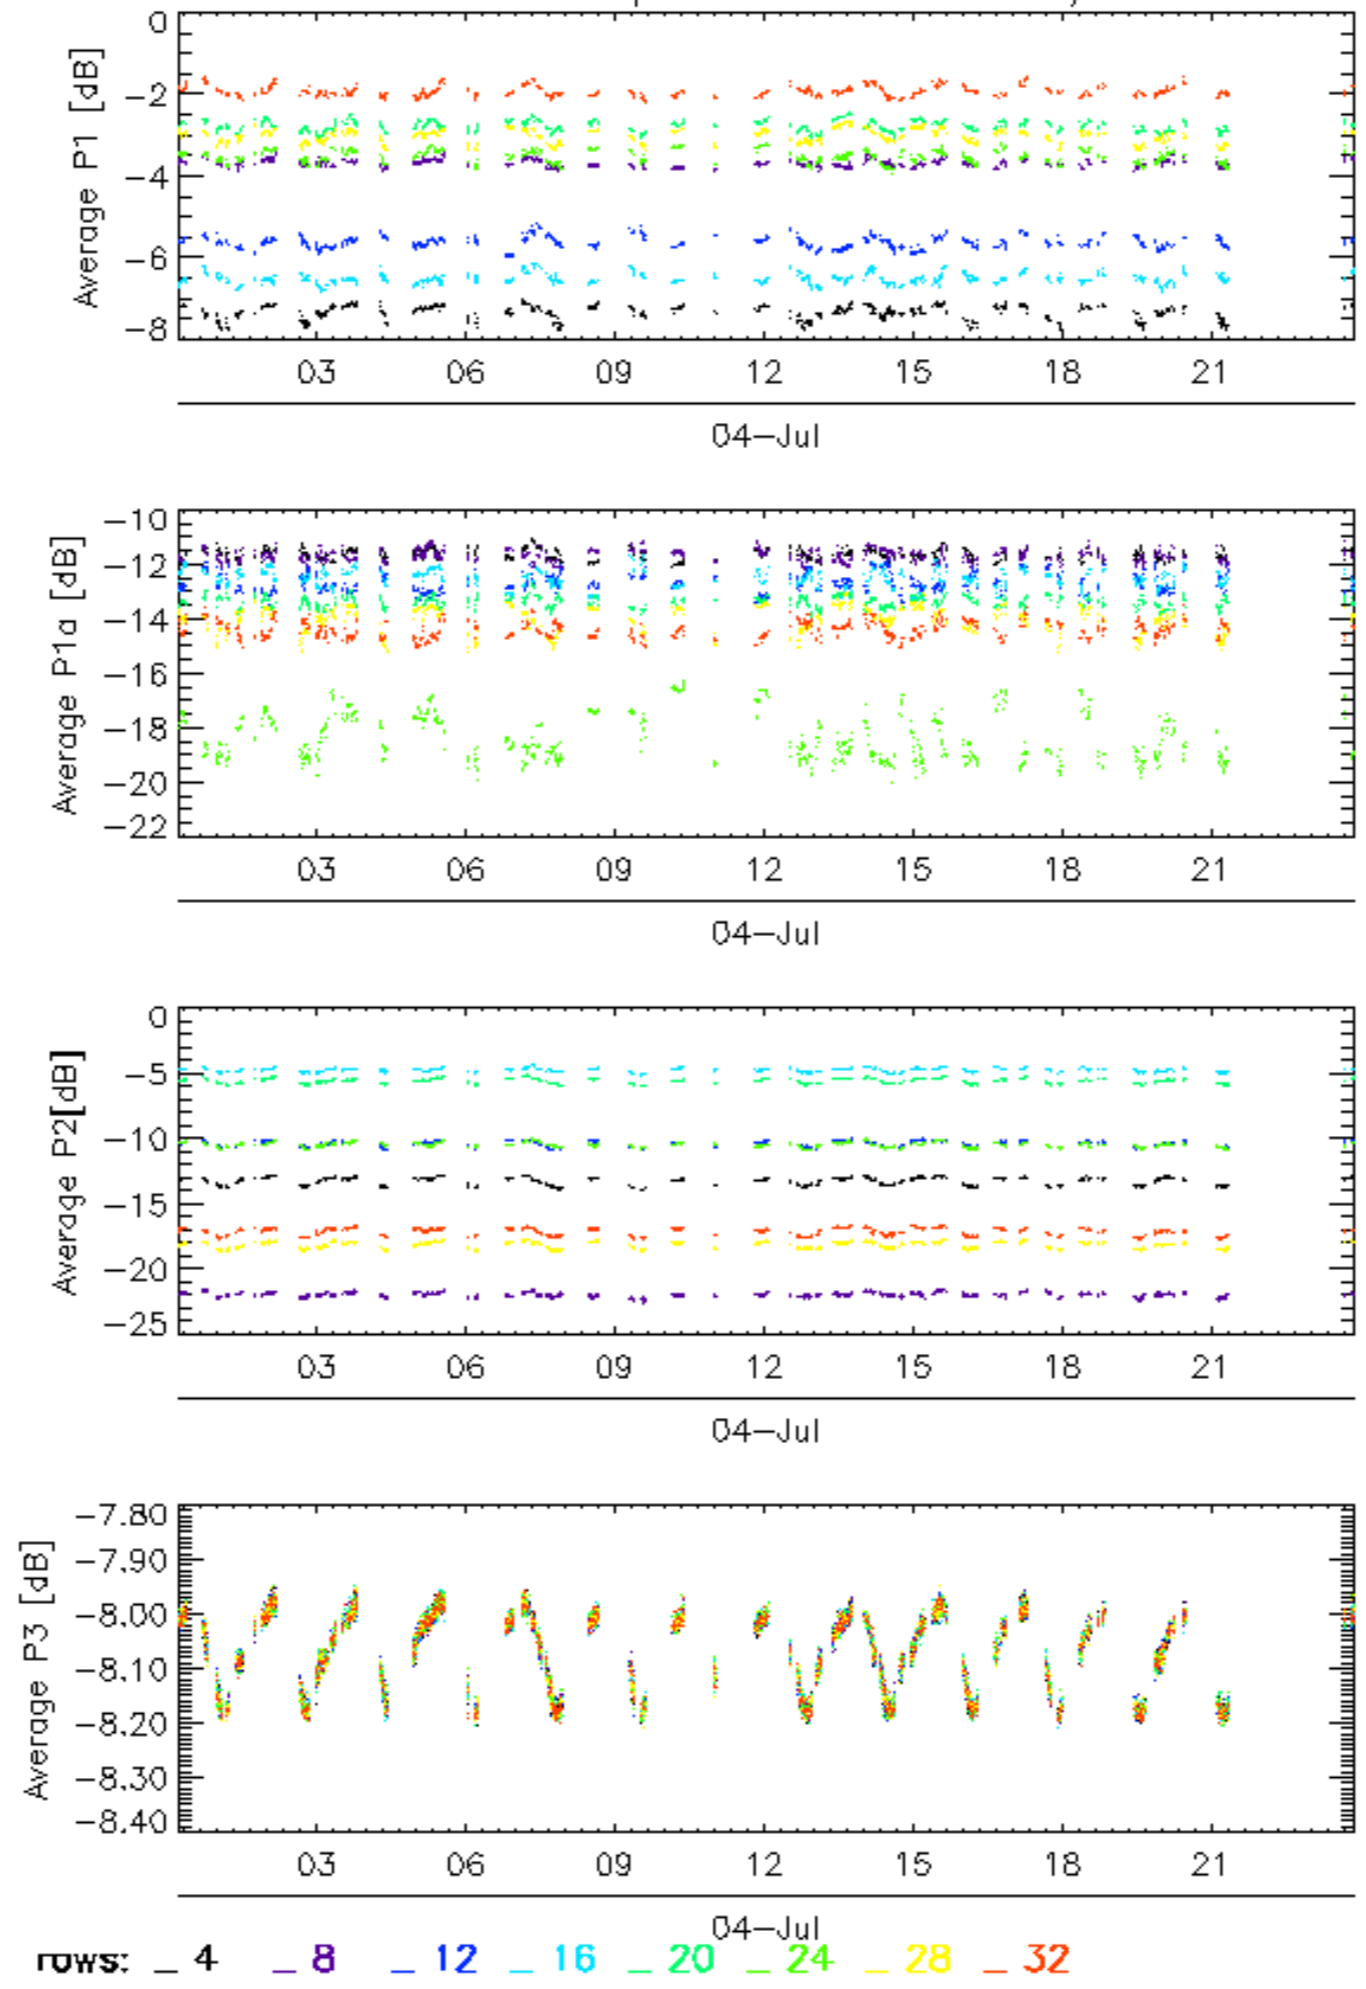 0
-2
-4
-6
-8
Average P1 [dB]
03 06 09 12 15 18 21
04-Jul
-10
-12
-14
-16
-18
-20
-22
Average P1a [dB]
03 06 09 12 15 18 21
04-Jul
0
-5
-10
-15
-20
-25
Average P2[dB]
03 06 09 12 15 18 21
04-Jul
-7.80
-7.90
-8.00
-8.10
-8.20
-8.30
-8.40
Average P3 [dB]
03 06 09 12 15 18 21
04-Jul
rows: _ 4 _ 8 _ 12 _ 16 _ 20 _ 24 _ 28 _ 32